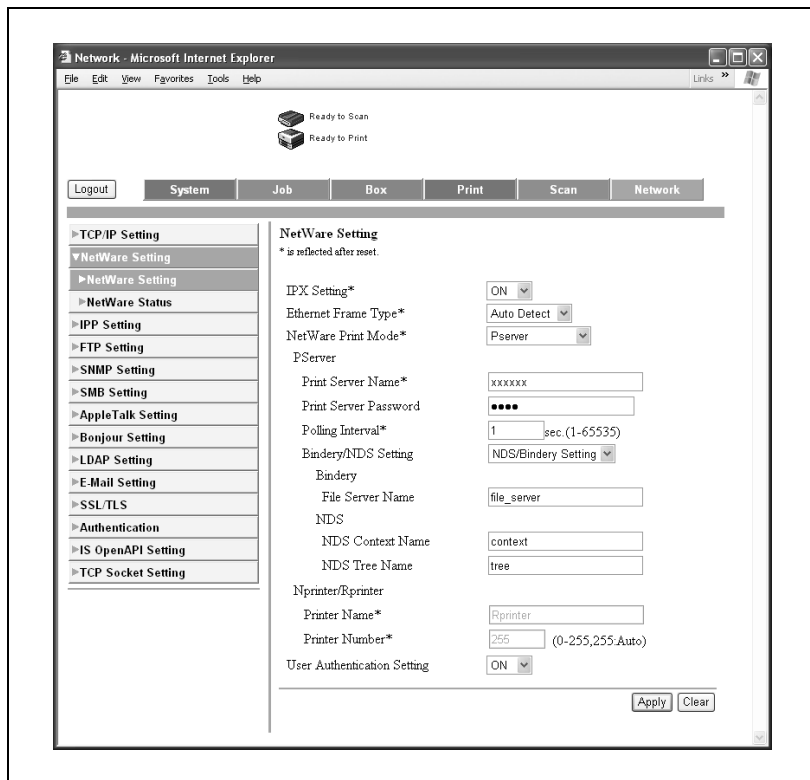 Network - Microsoft Internet Explorer
File Edit View Favorites Tools Help Links »
Ready to Scan
Ready to Print
Logout System Job Box Print Scan Network
TCP/IP Setting
NetWare Setting
NetWare Setting
NetWare Status
IPP Setting
FTP Setting
SNMP Setting
SMB Setting
AppleTalk Setting
Bonjour Setting
LDAP Setting
E-Mail Setting
SSL/TLS
Authentication
IS OpenAPI Setting
TCP Socket Setting
NetWare Setting
* is reflected after reset.
IPX Setting* ON
Ethernet Frame Type* Auto Detect
NetWare Print Mode* Pserver
PServer
Print Server Name* xxxxxx
Print Server Password ●●●●
Polling Interval* 1 sec.(1-65535)
Bindery/NDS Setting NDS/Bindery Setting
Bindery
File Server Name file_server
NDS
NDS Context Name context
NDS Tree Name tree
Nprinter/Rprinter
Printer Name* Rprinter
Printer Number* 255 (0-255,255:Auto)
User Authentication Setting ON
Apply Clear